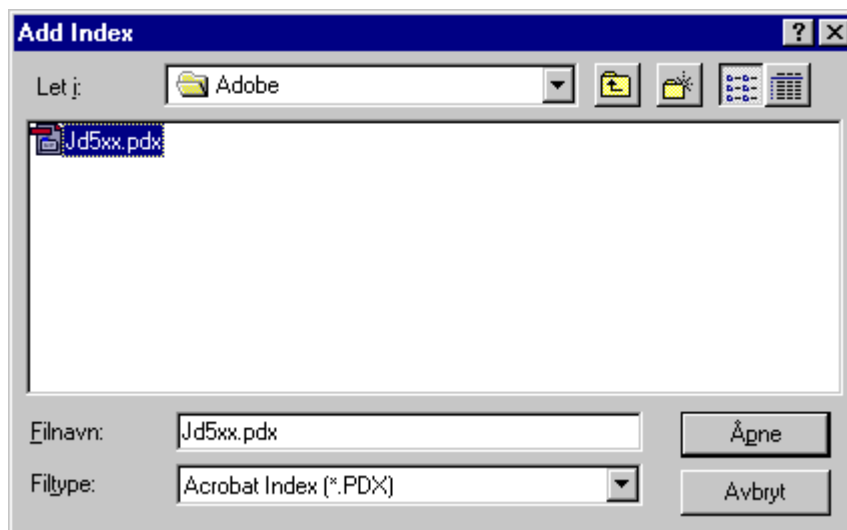 Add Index
Let i: Adobe
Jd5xx.pdx
Filnavn: Jd5xx.pdx Åpne
Filtype: Acrobat Index (*.PDX) Avbryt